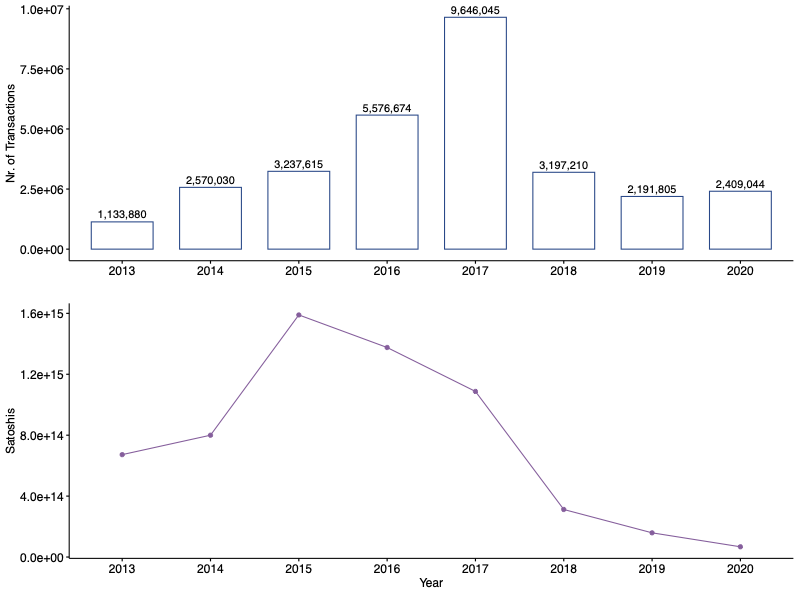 Nr. of Transactions
1.0e+07
7.5e+06
5.0e+06
2.5e+06
0.0e+00
1,133,880
2,570,030
3,237,615
5,576,674
9,646,045
3,197,210
2,191,805
2,409,044
2013 2014 2015 2016 2017 2018 2019 2020
Satoshis
1.6e+15
1.2e+15
8.0e+14
4.0e+14
0.0e+00
2013 2014 2015 2016 2017 2018 2019 2020
Year